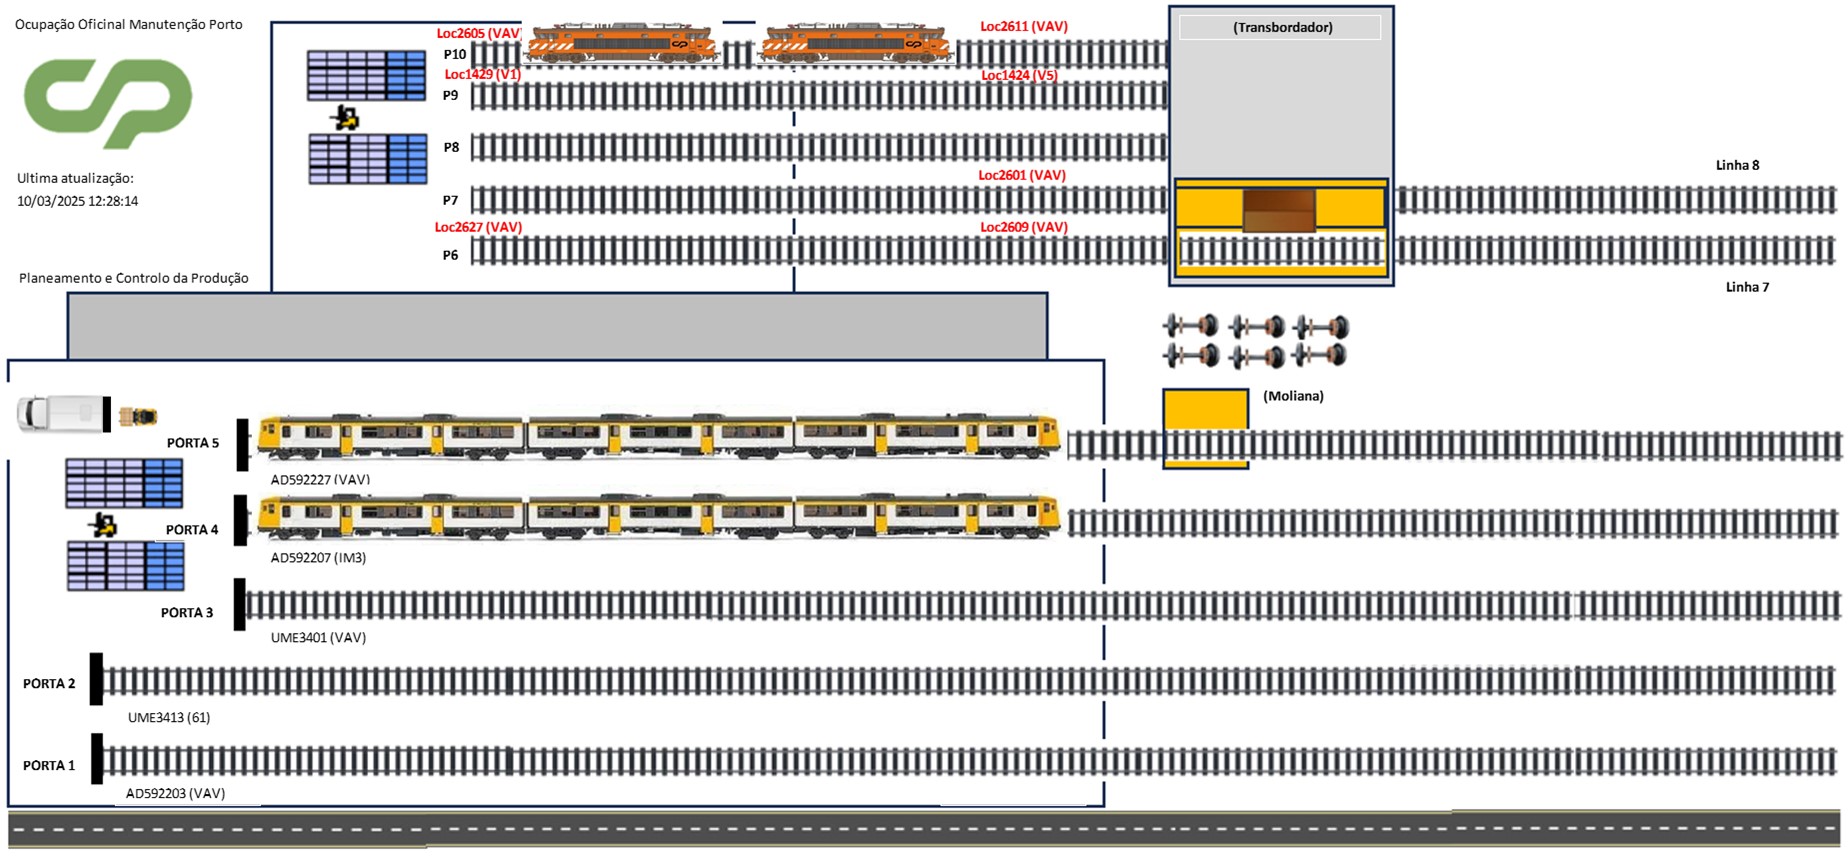 Ocupação Oficinal Manutenção Porto
cp
Ultima atualização:
10/03/2025 12:28:14
Planeamento e Controlo da Produção
Loc2605 (VAV)
Loc2611 (VAV)
(Transbordador)
P10
Loc1429 (V1)
Loc1424 (V5)
P9
P8
Linha 8
Loc2601 (VAV)
P7
Loc2627 (VAV)
Loc2609 (VAV)
P6
Linha 7
(Moliana)
PORTA 5
AD592227 (VAV)
PORTA 4
AD592207 (IM3)
PORTA 3
UME3401 (VAV)
PORTA 2
UME3413 (61)
PORTA 1
AD592203 (VAV)